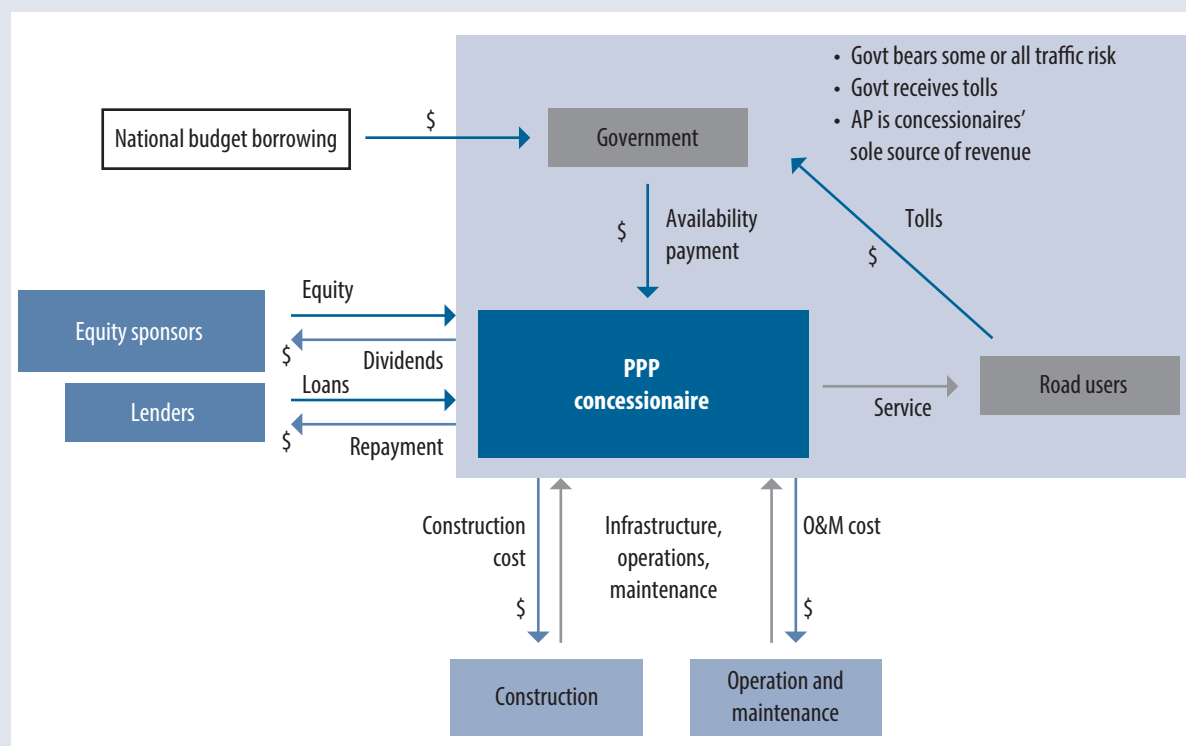 • Govt bears some or all traffic risk
• Govt receives tolls
• AP is concessionaires’
sole source of revenue
National budget borrowing
$
Government
$
Availability
payment
Tolls
$
Equity sponsors
Equity
$
Dividends
Lenders
Loans
$
Repayment
PPP
concessionaire
Service
Road users
Construction
cost
$
Infrastructure,
operations,
maintenance
O&M cost
$
Construction
Operation and
maintenance